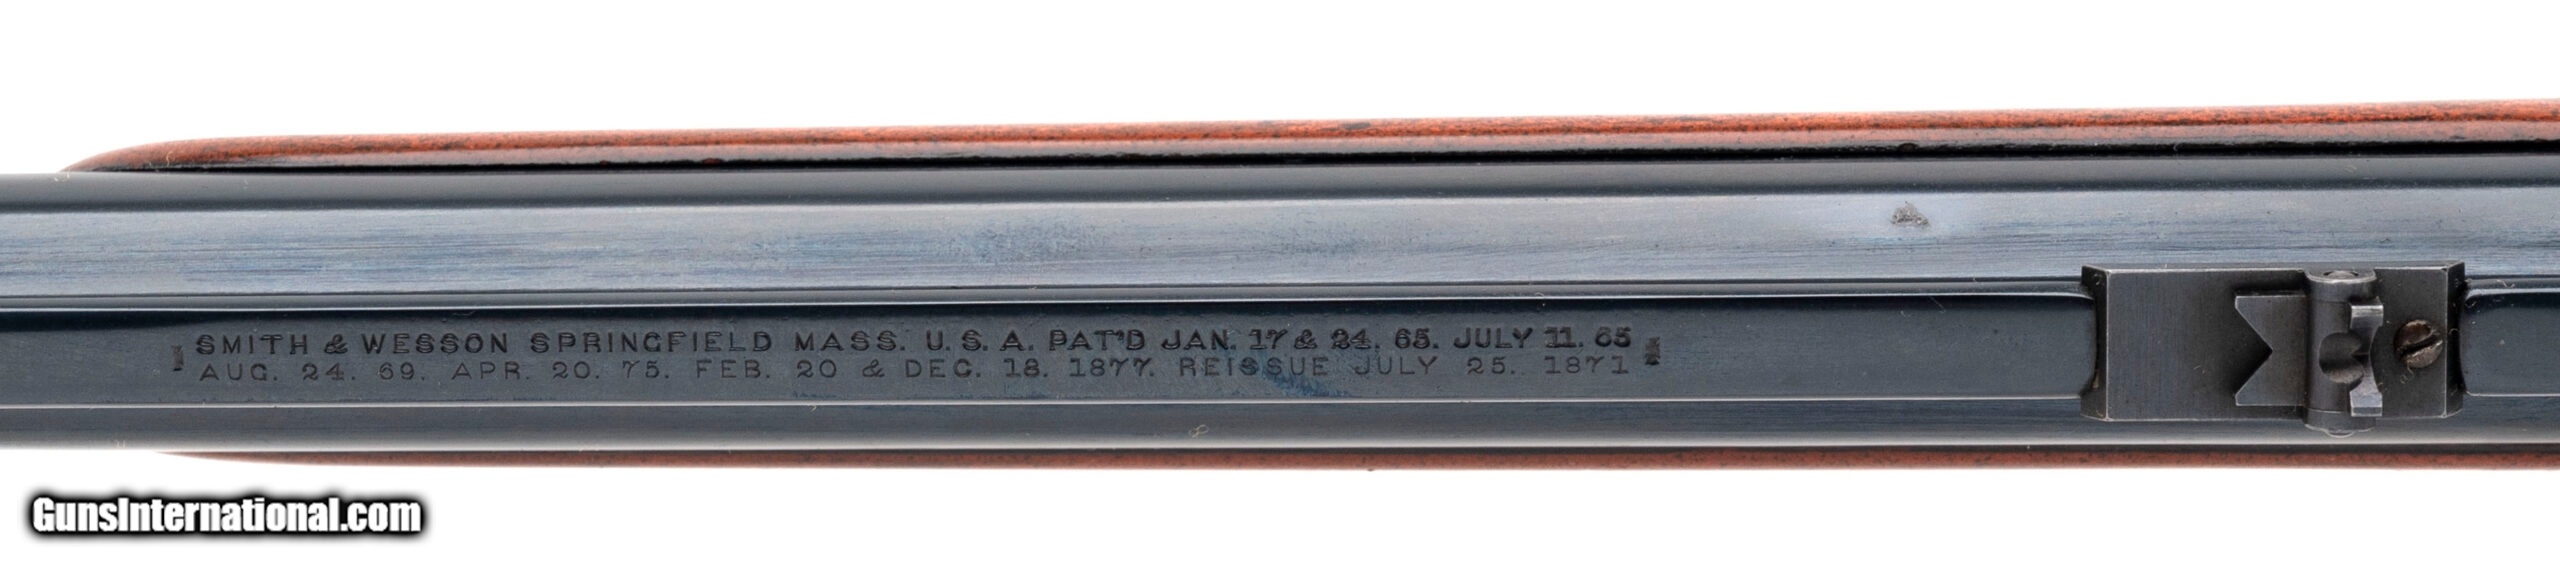 SMITH & WESSON SPRINGFIELD MASS. U.S.A. PAT'D JAN. 17 & 24. 65. JULY 11. 65
AUG. 24. 69. APR. 20. 75. FEB. 20 & DEC. 18. 1877. REISSUE JULY 25. 1871
GunsInternational.com